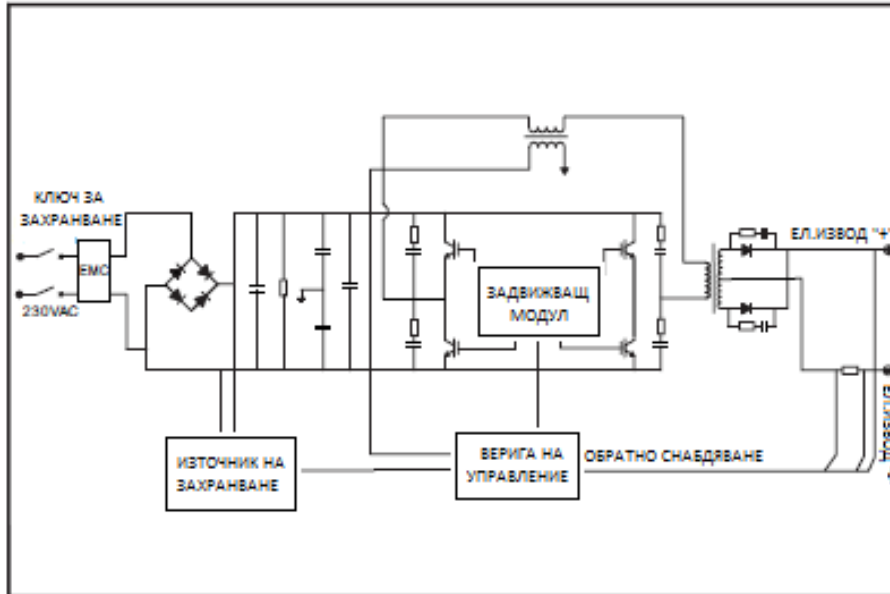 КЛЮЧ ЗА
ЗАХРАНВАНЕ
EMC
230VAC
ЗАДВИЖВАЩ
МОДУЛ
ЕЛ.ИЗВОД "+"
ИЗТОЧНИК НА
ЗАХРАНВАНЕ
ВЕРИГА НА
УПРАВЛЕНИЕ
ОБРАТНО СНАБДЯВАНЕ